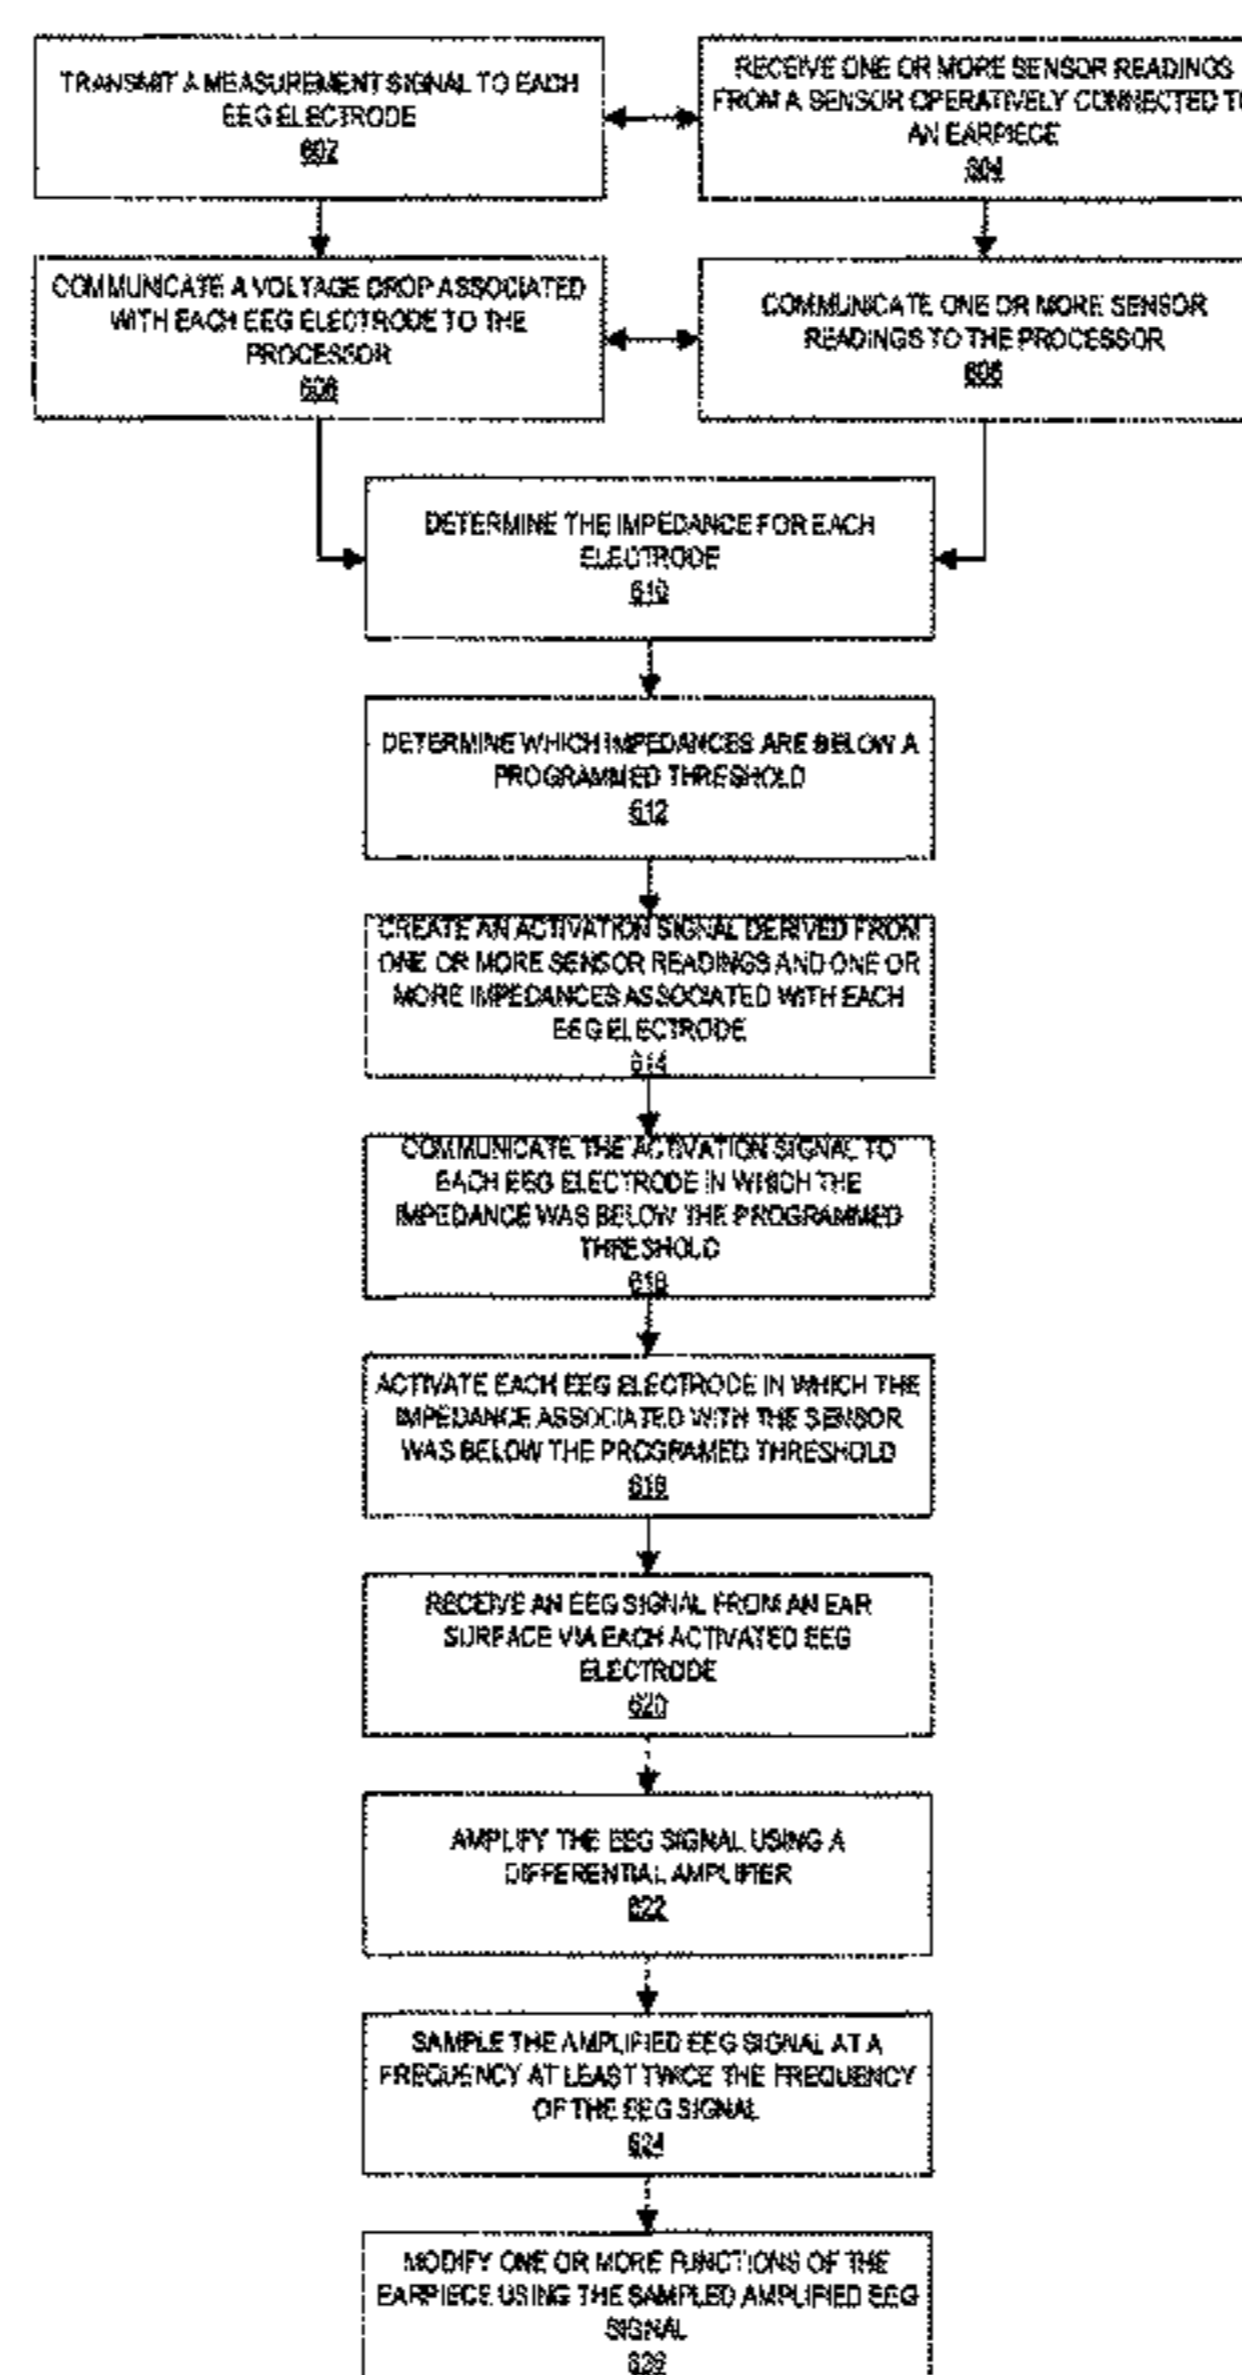 TRANSMIT A MEASUREMENT SIGNAL TO EACH
EEG ELECTRODE
602
RECEIVE ONE OR MORE SENSOR READINGS
FROM A SENSOR OPERATIVELY CONNECTED TO
AN EARPIECE
604
COMMUNICATE A VOLTAGE DROP ASSOCIATED
WITH EACH EEG ELECTRODE TO THE
PROCESSOR
COMMUNICATE ONE OR MORE SENSOR
READINGS TO THE PROCESSOR
DETERMINE THE IMPEDANCE FOR EACH
ELECTRODE
610
DETERMINE WHICH IMPEDANCES ARE BELOW A
PROGRAMMED THRESHOLD
612
CREATE AN ACTIVATION SIGNAL DERIVED FROM
ONE OR MORE SENSOR READINGS AND ONE OR
MORE IMPEDANCES ASSOCIATED WITH EACH
EEG ELECTRODE
614
COMMUNICATE THE ACTIVATION SIGNAL TO
EACH EEG ELECTRODE IN WHICH THE
IMPEDANCE WAS BELOW THE PROGRAMMED
THRESHOLD
616
ACTIVATE EACH EEG ELECTRODE IN WHICH THE
IMPEDANCE ASSOCIATED WITH THE SENSOR
WAS BELOW THE PROGRAMED THRESHOLD
618
RECEIVE AN EEG SIGNAL FROM AN EAR
SURFACE VIA EACH ACTIVATED EEG
ELECTRODE
620
AMPLIFY THE EEG SIGNAL USING A
DIFFERENTIAL AMPLIFIER
622
SAMPLE THE AMPLIFIED EEG SIGNAL AT A
FREQUENCY AT LEAST TWICE THE FREQUENCY
OF THE EEG SIGNAL
624
MODIFY ONE OR MORE FUNCTIONS OF THE
EARPIECE USING THE SAMPLED AMPLIFIED EEG
SIGNAL
626